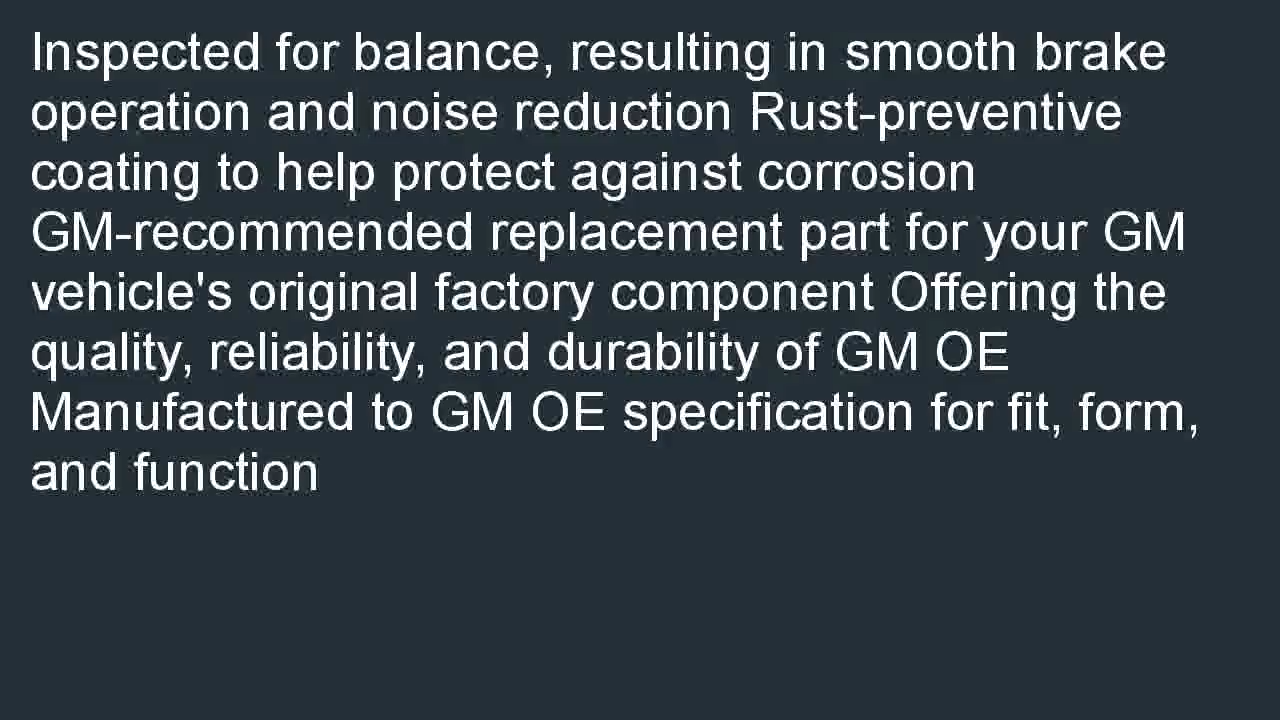 Inspected for balance, resulting in smooth brake
operation and noise reduction Rust-preventive
coating to help protect against corrosion
GM-recommended replacement part for your GM
vehicle's original factory component Offering the
quality, reliability, and durability of GM OE
Manufactured to GM OE specification for fit, form,
and function